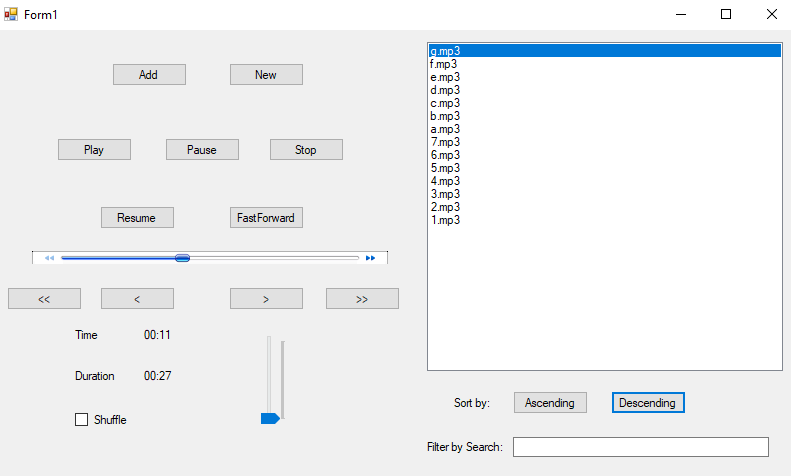 Form1
Add New
Play Pause Stop
Resume FastForward
<< < > >>
Time 00:11
Duration 00:27
Shuffle
g.mp3
f.mp3
e.mp3
d.mp3
c.mp3
b.mp3
a.mp3
7.mp3
6.mp3
5.mp3
4.mp3
3.mp3
2.mp3
1.mp3
Sort by: Ascending Descending
Filter by Search: